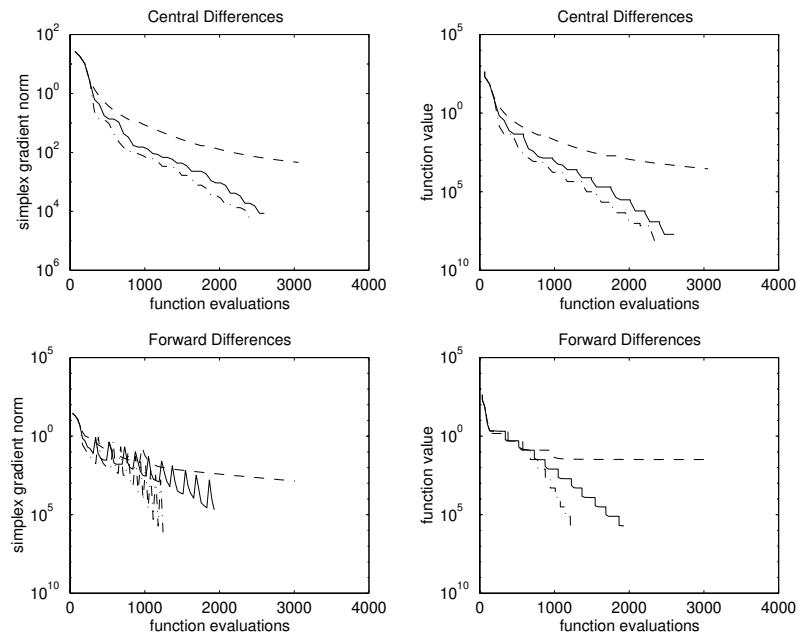 Central Differences
10^2
10^0
10^2
10^4
10^6
simplex gradient norm
0 1000 2000 3000 4000
function evaluations
Central Differences
10^5
10^0
10^5
10^10
function value
0 1000 2000 3000 4000
function evaluations
Forward Differences
10^5
10^0
10^5
10^10
simplex gradient norm
0 1000 2000 3000 4000
function evaluations
Forward Differences
10^5
10^0
10^5
10^10
function value
0 1000 2000 3000 4000
function evaluations